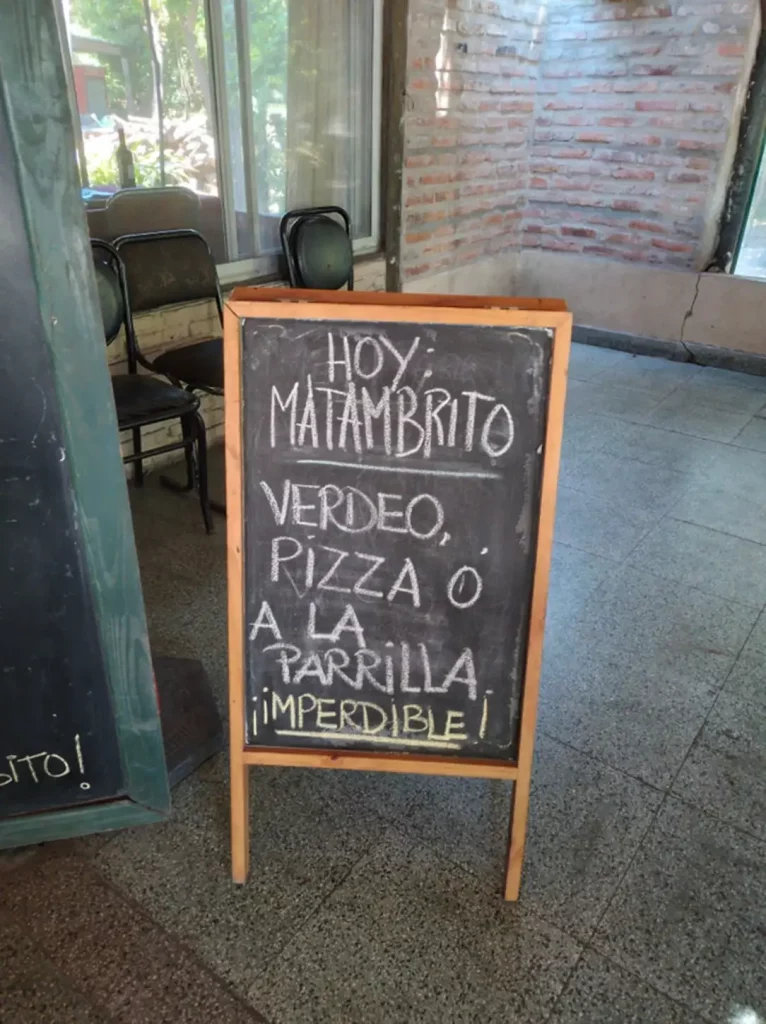 HOY:
MATAMBRITO
VERDEO,
PIZZA Ó
A LA
PARRILLA.
¡IMPERDIBLE!